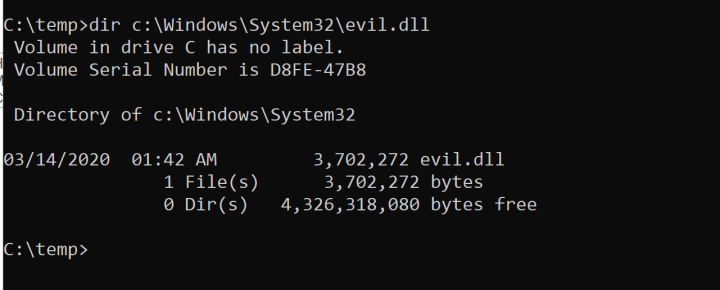 C:\temp>dir c:\Windows\System32\evil.dll
 Volume in drive C has no label.
 Volume Serial Number is D8FE-47B8

 Directory of c:\Windows\System32

03/14/2020  01:42 AM         3,702,272 evil.dll
               1 File(s)      3,702,272 bytes
               0 Dir(s)   4,326,318,080 bytes free

C:\temp>